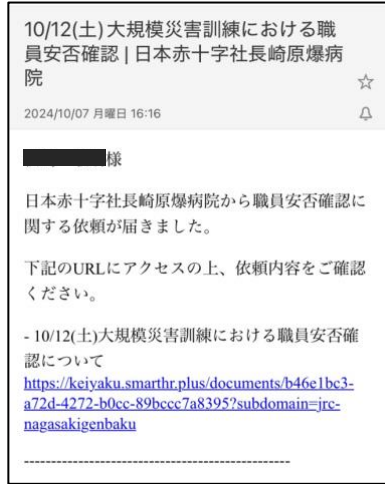 10/12(土)大規模災害訓練における職
員安否確認 | 日本赤十字社長崎原爆病
院
2024/10/07 月曜日 16:16
様
日本赤十字社長崎原爆病院から職員安否確認に
関する依頼が届きました。
下記のURLにアクセスの上、依頼内容をご確認
ください。
- 10/12(土)大規模災害訓練における職員安否確
認について
https://keiyaku.smarthr.plus/documents/b46e1bc3-
a72d-4272-b0cc-89bccc7a8395?subdomain=jrc-
nagasakigenbaku
------------------------------------------------